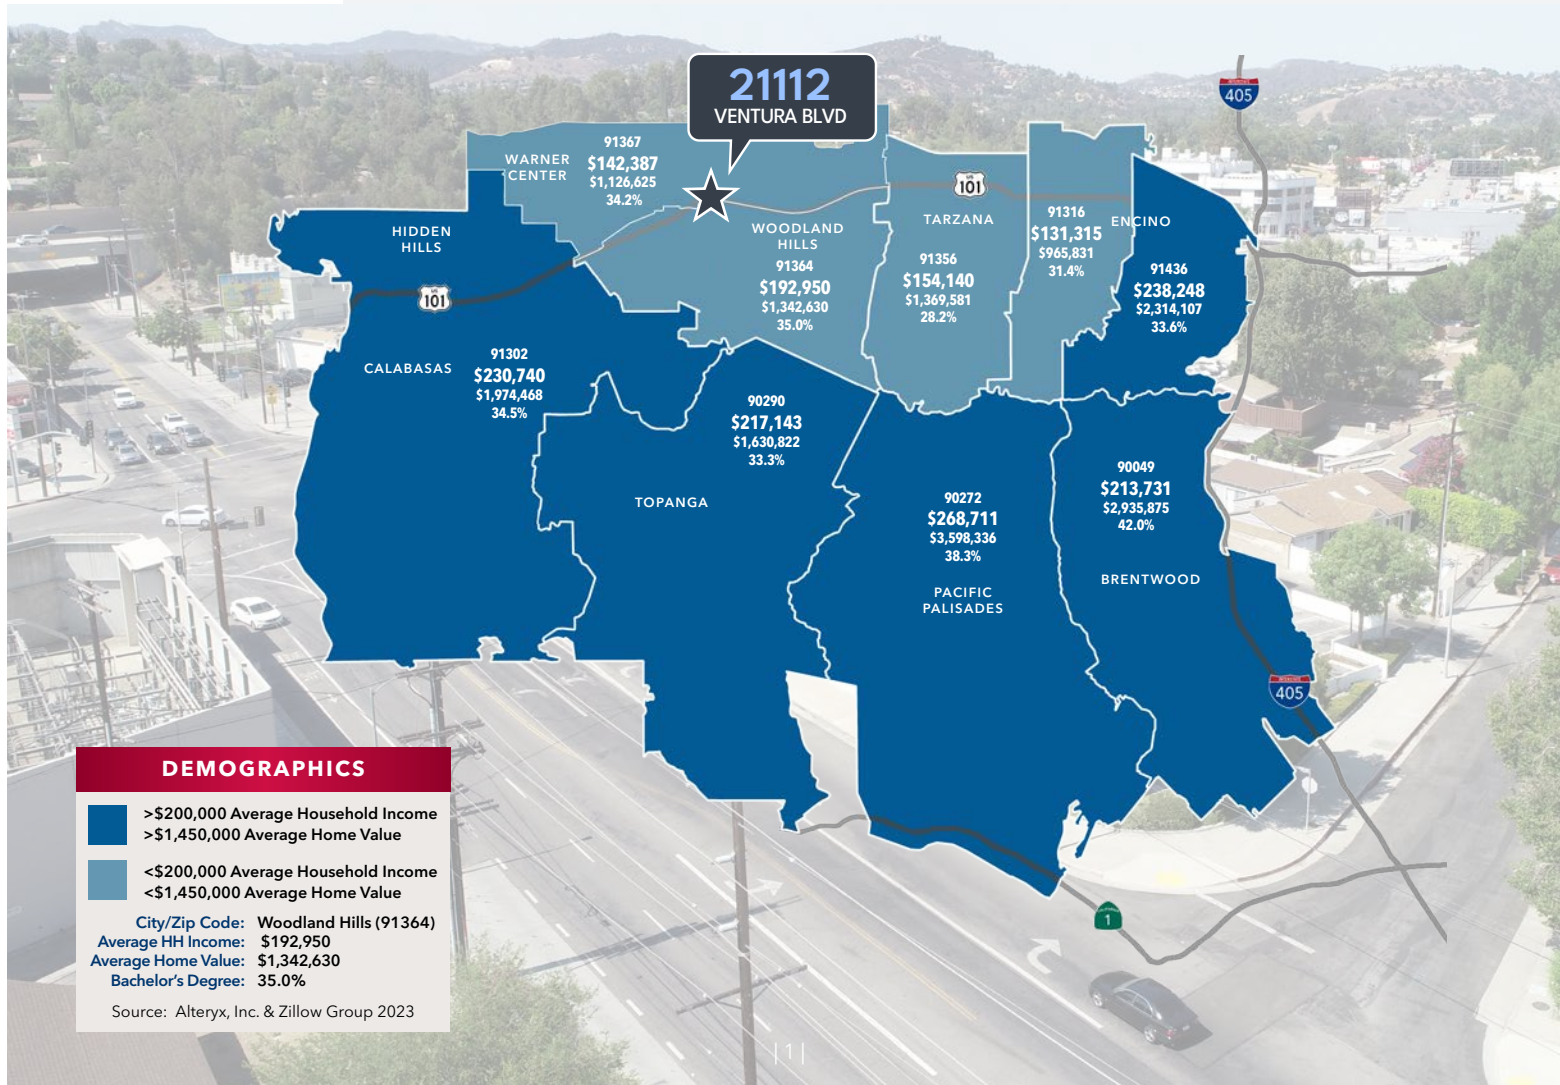 21112
VENTURA BLVD
405
WARNER
CENTER
91367
$142,387
$1,126,625
34.2%
US
101
WOODLAND
HILLS
91364
$192,950
$1,342,630
35.0%
TARZANA
91356
$154,140
$1,369,581
28.2%
91316
$131,315
$965,831
31.4%
ENCINO
91436
$238,248
$2,314,107
33.6%
HIDDEN
HILLS
US
101
CALABASAS
91302
$230,740
$1,974,468
34.5%
90290
$217,143
$1,630,822
33.3%
TOPANGA
90272
$268,711
$3,598,336
38.3%
PACIFIC
PALISADES
90049
$213,731
$2,935,875
42.0%
BRENTWOOD
405
1
DEMOGRAPHICS
>$200,000 Average Household Income
>$1,450,000 Average Home Value
<$200,000 Average Household Income
<$1,450,000 Average Home Value
City/Zip Code: Woodland Hills (91364)
Average HH Income: $192,950
Average Home Value: $1,342,630
Bachelor's Degree: 35.0%
Source: Alteryx, Inc. & Zillow Group 2023
| 1 |